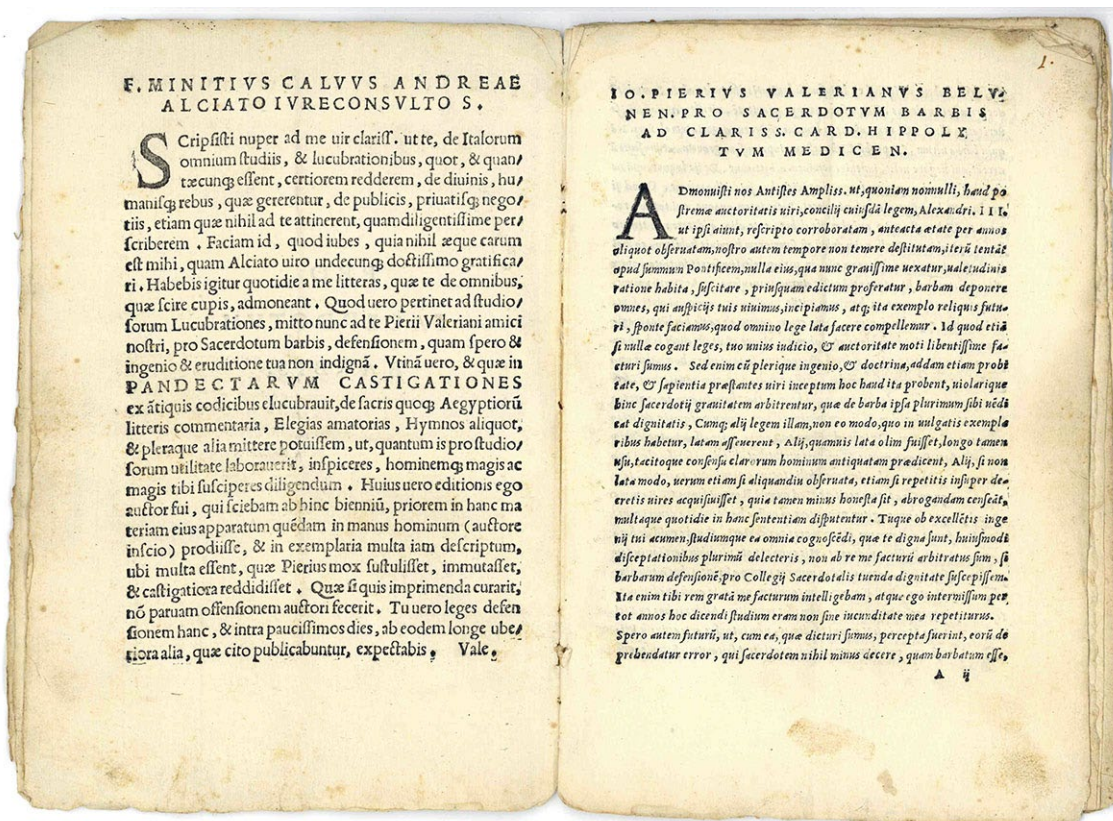 F. MINITIVS CALVVS ANDREAE
ALCIATO IVRECONSVLTO S.
SCripsisti nuper ad me uir clariss. ut te, de Italorum
omnium studiis, & lucubrationibus, quot, & quan/
tæcunq; essent, certiorem redderem, de diuinis, hu/
manisq; rebus, quæ gererentur, de publicis, priuatisq; nego/
tiis, etiam quæ nihil ad te attinerent, quamdiligentissime per/
scriberem. Faciam id, quod iubes, quia nihil æque carum
est mihi, quam Alciato uiro undecunq; doctissimo gratifica/
ri. Habebis igitur quotidie a me litteras, quæ te de omnibus,
quæ scire cupis, admoneant. Quod uero pertinet ad studio/
sorum Lucubrationes, mitto nunc ad te Pierii Valeriani amici
nostri, pro Sacerdotum barbis, defensionem, quam spero &
ingenio & eruditione tua non indignã. Vtinã uero, & quæ in
PANDECTARVM CASTIGATIONES
ex ãtiquis codicibus elucubrauit, de sacris quoq; Aegyptiorũ
litteris commentaria, Elegias amatorias, Hymnos aliquot,
& pleraque alia mittere potuissem, ut, quantum is pro studio/
sorum utilitate laborauerit, inspiceres, hominemq; magis ac
magis tibi susciperes diligendum. Huius uero editionis ego
auctor fui, qui sciebam ab hinc bienniũ, priorem in hanc ma
teriam eius apparatum quẽdam in manus hominum (auctore
inscio) prodiisse, & in exemplaria multa iam descriptum,
ubi multa essent, quæ Pierius mox sustulisset, immutasset,
& castigatiora reddidisset. Quæ si quis imprimenda curarit,
nõ paruam offensionem auctori fecerit. Tu uero leges defen
sionem hanc, & intra paucissimos dies, ab eodem longe ube/
riora alia, quæ cito publicabuntur, expectabis. Vale.
1.
IO. PIERIVS VALERIANVS BELV/
NEN. PRO SACERDOTVM BARBIS
AD CLARISS. CARD. HIPPOLY
TVM MEDICEN.
ADmonuisti nos Antistes Ampliss. ut, quoniam nonnulli, haud po
stremæ auctoritatis uiri, concilij cuiusdã legem, Alexandri. III.
ut ipsi aiunt, rescripto corroboratam, anteacta ætate per annos
aliquot obseruatam, nostro autem tempore non temere destitutam, iterũ tentãt
apud summun Pontificem, nulla eius, qua nunc grauissime uexatur, ualetudinis
ratione habita, suscitare, priusquam edictum proferatur, barbam deponere
omnes, qui auspicijs tuis uiuimus, incipiamus, atq; ita exemplo reliquis futu/
ri, sponte faciamus, quod omnino lege lata facere compellemur. Id quod etiã
si nullæ cogant leges, tuo unius iudicio, & auctoritate moti libentissime fa/
cturi sumus. Sed enim cũ plerique ingenio, & doctrina, addam etiam probi
tate, & sapientia præstantes uiri inceptum hoc haud ita probent, uiolarique
hinc sacerdotij grauitatem arbitrentur, quæ de barba ipsa plurimum sibi uẽdi
cat dignitatis, Cumq; alij legem illam, non eo modo, quo in uulgatis exempla
ribus habetur, latam asseuerent, Alij, quamuis lata olim fuisset, longo tamen
usu, tacitoque consensu clarorum hominum antiquatam prædicent, Alij, si non
lata modo, uerum etiam si aliquandiu obseruata, etiam si repetitis insuper de/
cretis uires acquisiuisset, quia tamen minus honesta sit, abrogandam censeãt,
multaque quotidie in hanc sententiam disputentur. Tuque ob excellẽtis inge
nij tui acumen, studiumque ea omnia cognoscẽdi, quæ te digna sunt, huiusmodi
disceptationibus plurimũ delecteris, non ab re me facturũ arbitratus sum, si
barbarum defensionẽ, pro Collegij Sacerdotalis tuenda dignitate suscepissem.
Ita enim tibi rem gratã me facturum intelligebam, atque ego intermissum per
tot annos hoc dicendi studium eram non sine iucunditate mea repetiturus.
Spero autem futurũ, ut, cum ea, quæ dicturi sumus, percepta fuerint, eorũ de
prehendatur error, qui sacerdotem nihil minus decere, quam barbatum esse,
A ij